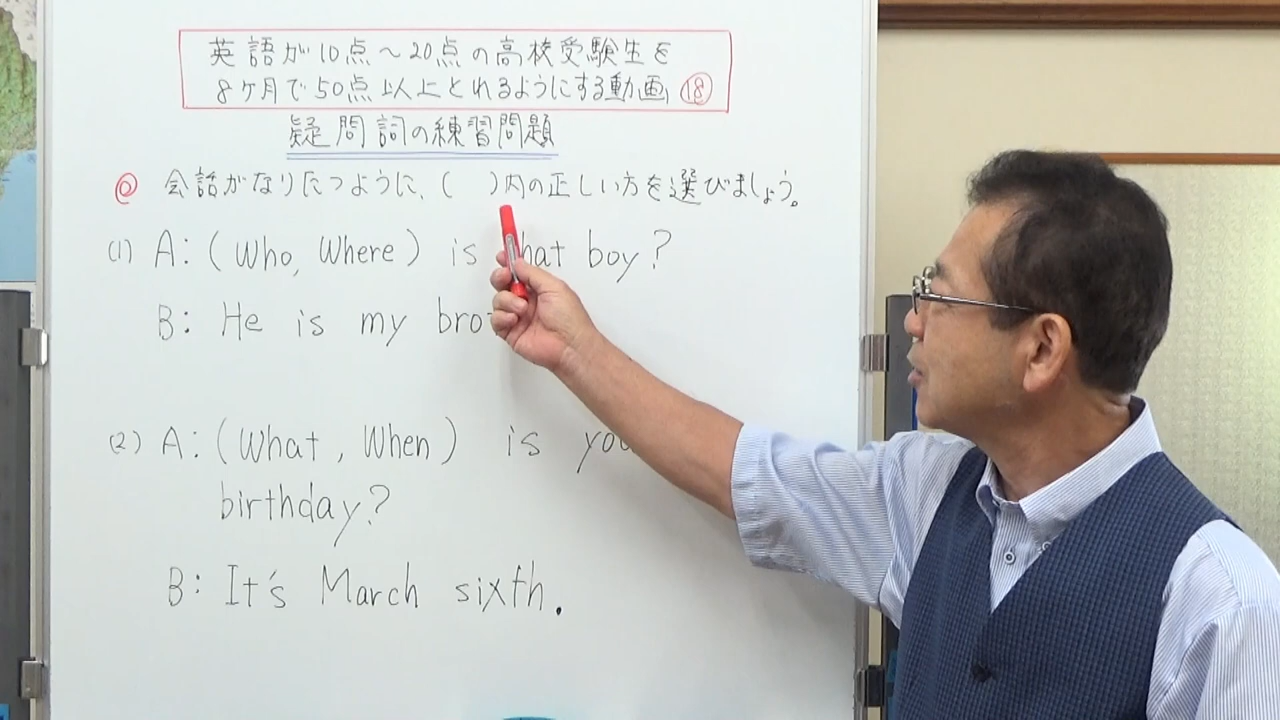 英語が10点～20点の高校受験生を
8ヶ月で50点以上とれるようにする動画 ⑱
疑問詞の練習問題
◎ 会話がなりたつように、( )内の正しい方を選びましょう。
(1) A: (Who, Where) is that boy?
B: He is my
(2) A: (What, When) is
birthday?
B: It's March sixth.